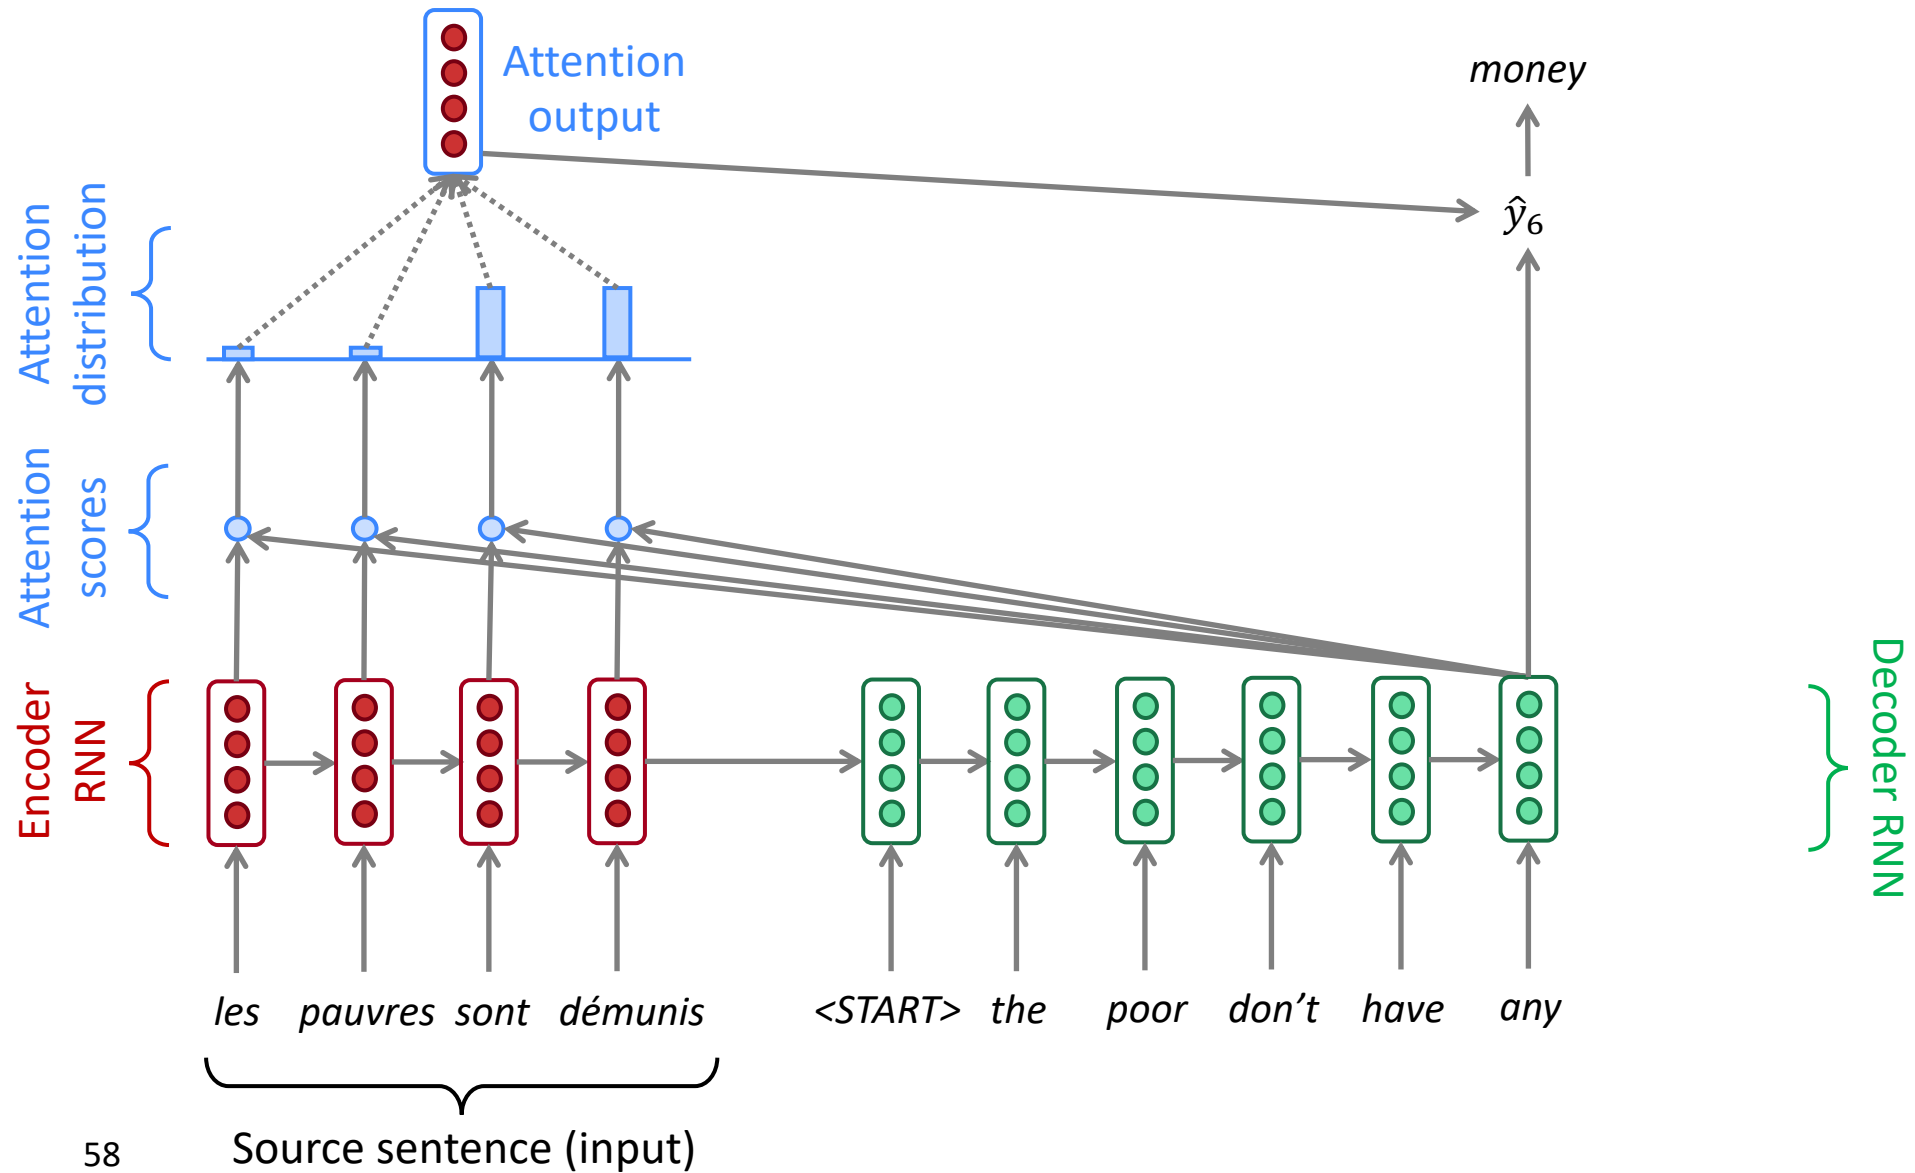 Attention
output
money
ŷ₆
Attention
distribution
Attention
scores
Encoder
RNN
Decoder RNN
les pauvres sont démunis <START> the poor don’t have any
Source sentence (input)
58